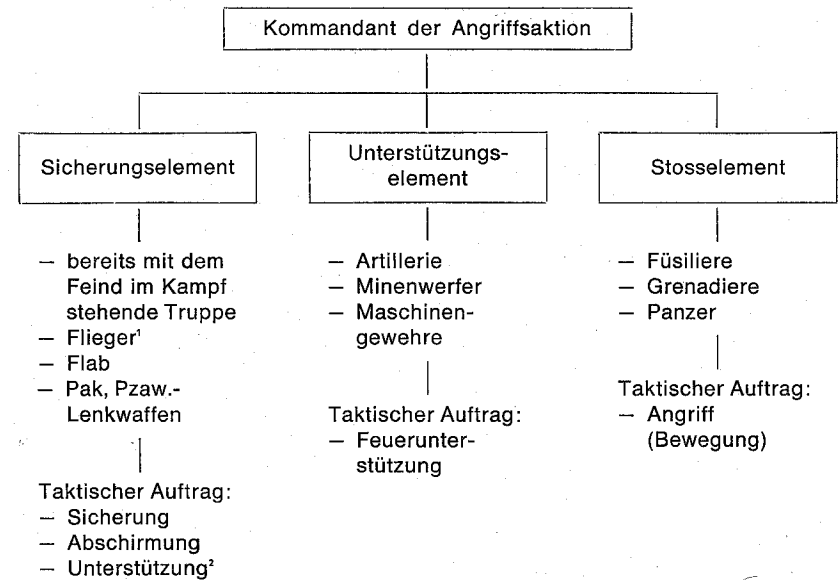 Kommandant der Angriffsaktion
Sicherungselement
— bereits mit dem
Feind im Kampf
stehende Truppe
— Flieger¹
— Flab
— Pak, Pzaw.-
Lenkwaffen
Taktischer Auftrag:
— Sicherung
— Abschirmung
— Unterstützung²
Unterstützungs-
element
— Artillerie
— Minenwerfer
— Maschinen-
gewehre
Taktischer Auftrag:
— Feuerunter-
stützung
Stosselement
— Füsiliere
— Grenadiere
— Panzer
Taktischer Auftrag:
— Angriff
(Bewegung)